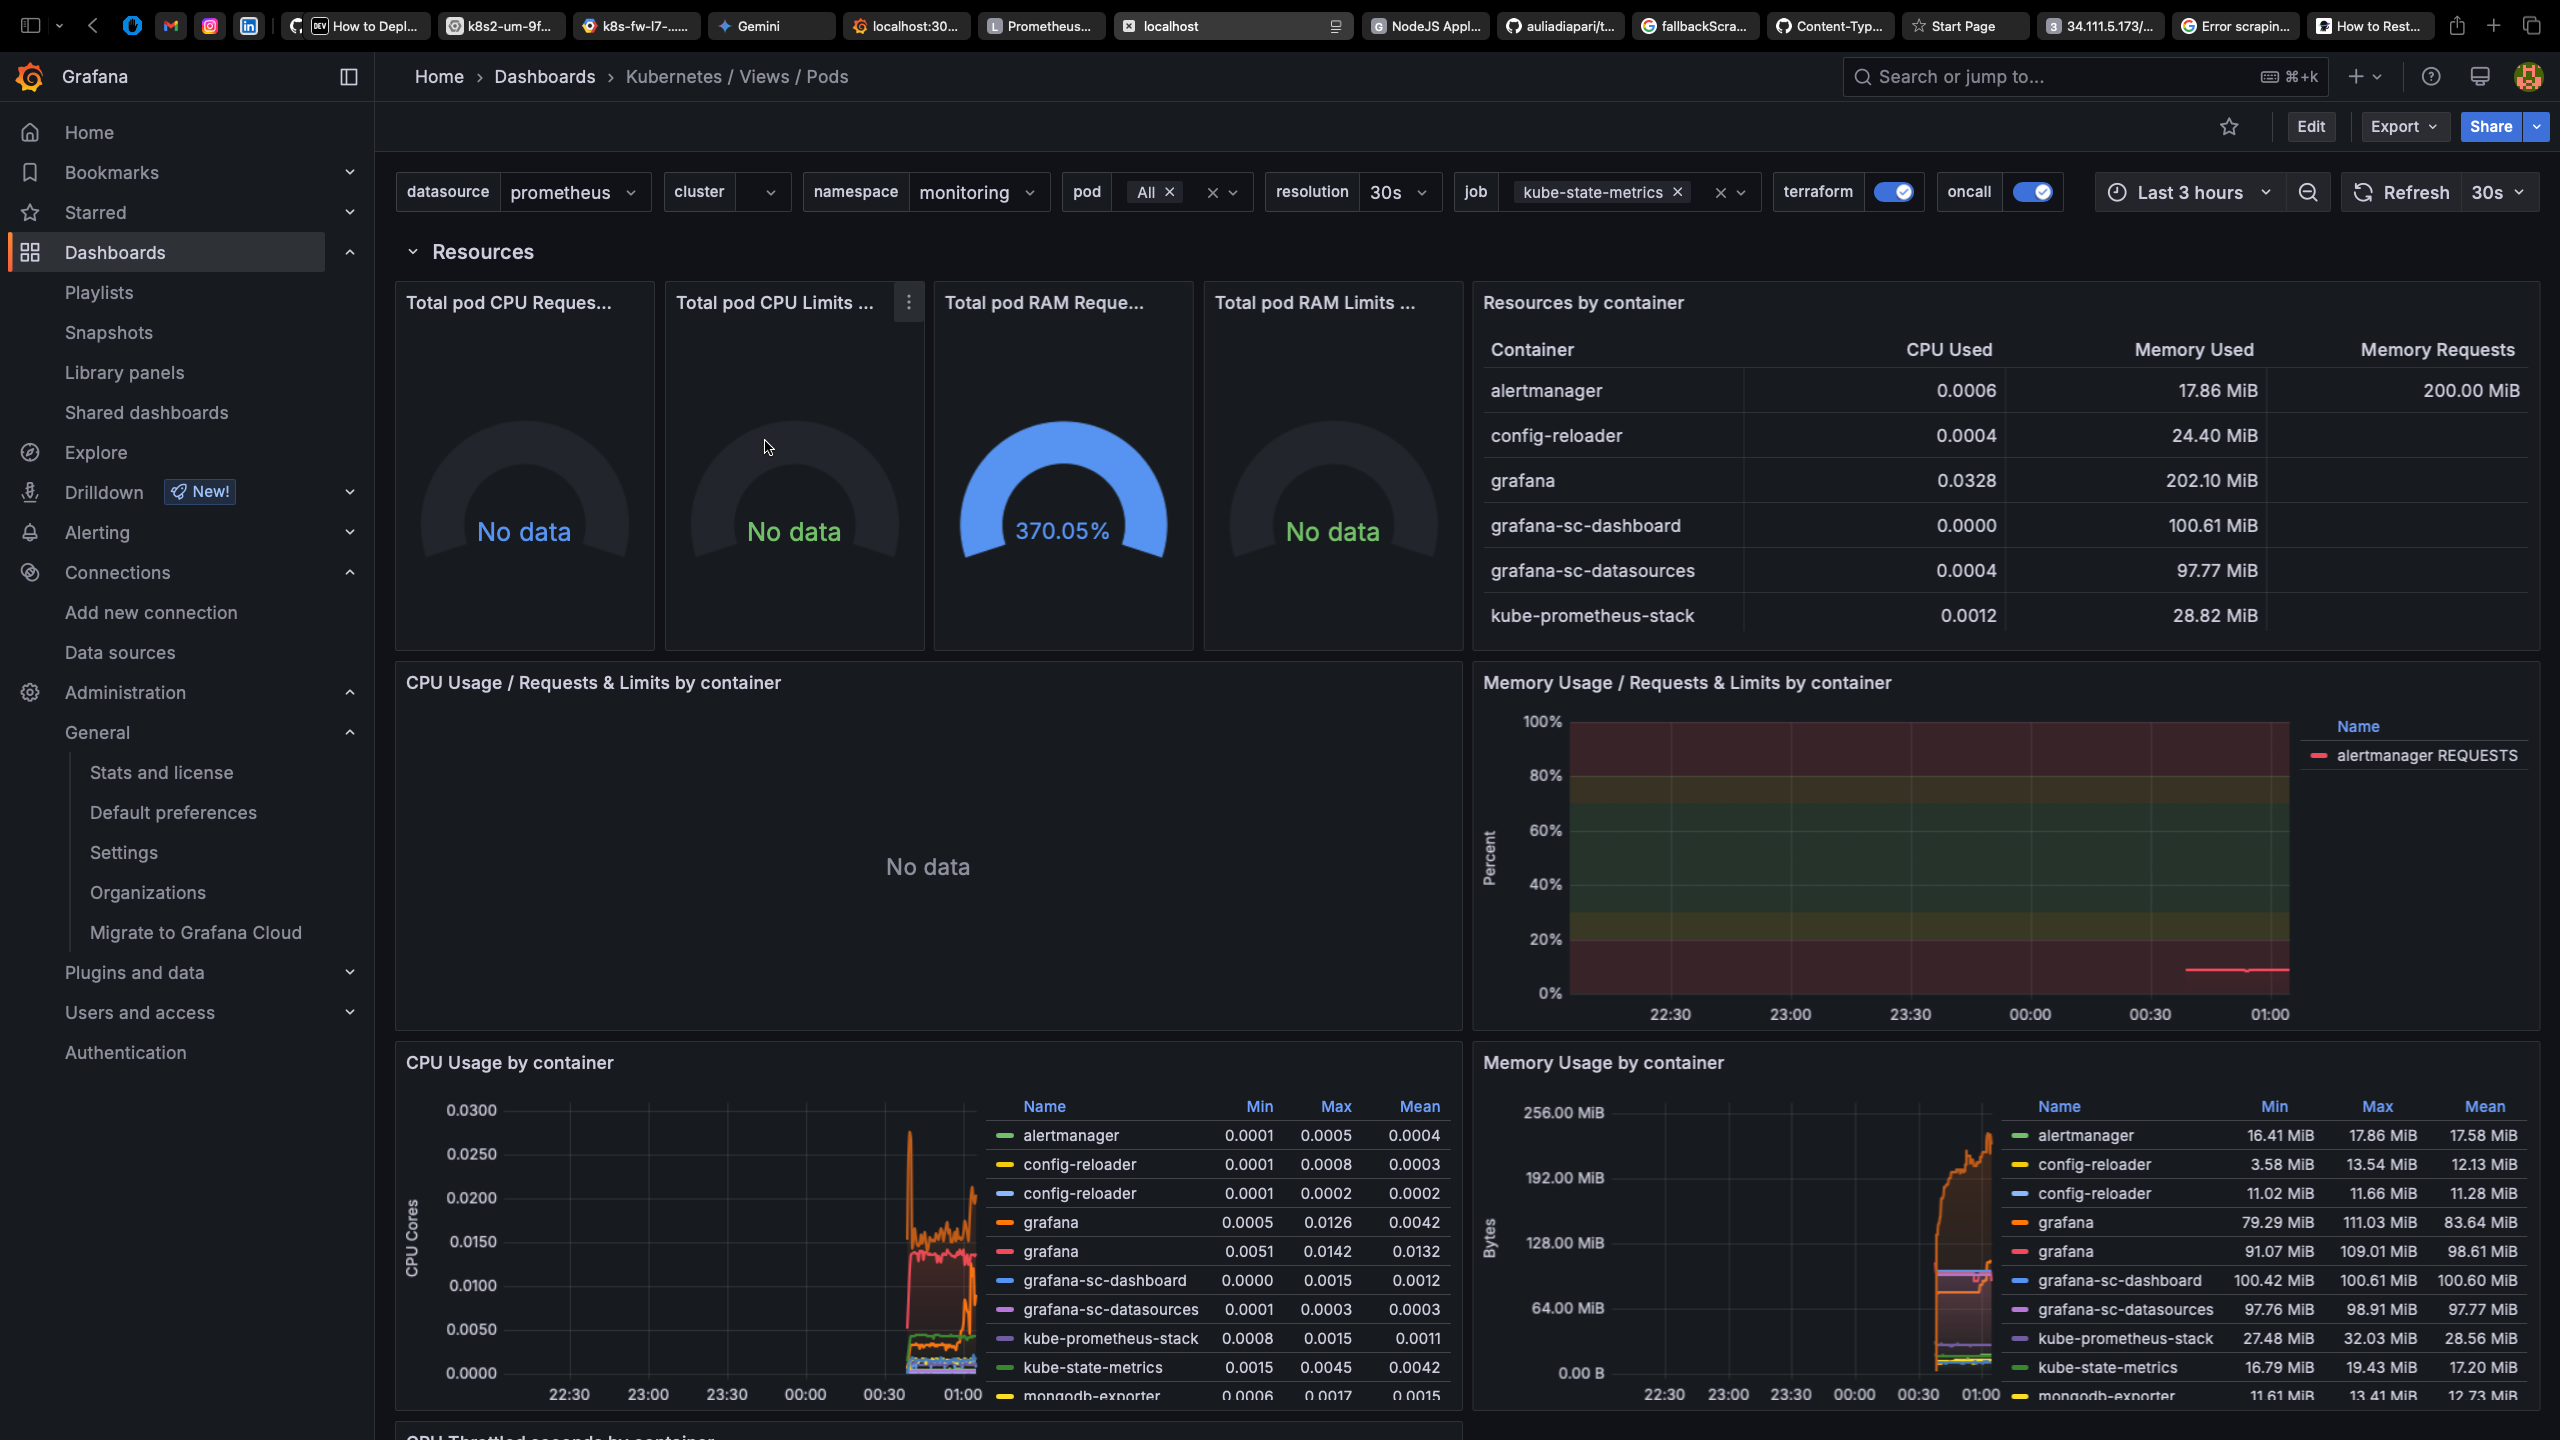 How to Depl...
k8s2-um-9f...
k8s-fw-l7-......
Gemini
localhost:30...
Prometheus...
localhost
NodeJS Appl...
auliadiapari/t...
fallbackScra...
Content-Typ...
Start Page
34.111.5.173/...
Error scrapin...
How to Rest...
Grafana
Home › Dashboards › Kubernetes / Views / Pods
Search or jump to...
⌘+k
Home
Bookmarks
Starred
Dashboards
Playlists
Snapshots
Library panels
Shared dashboards
Explore
Drilldown New!
Alerting
Connections
Add new connection
Data sources
Administration
General
Stats and license
Default preferences
Settings
Organizations
Migrate to Grafana Cloud
Plugins and data
Users and access
Authentication
Edit
Export
Share
datasource prometheus
cluster
namespace monitoring
pod All
resolution 30s
job kube-state-metrics
terraform
oncall
Last 3 hours
Refresh 30s
Resources
Total pod CPU Reques...
No data
Total pod CPU Limits ...
No data
Total pod RAM Reque...
370.05%
Total pod RAM Limits ...
No data
Resources by container
Container CPU Used Memory Used Memory Requests
alertmanager 0.0006 17.86 MiB 200.00 MiB
config-reloader 0.0004 24.40 MiB
grafana 0.0328 202.10 MiB
grafana-sc-dashboard 0.0000 100.61 MiB
grafana-sc-datasources 0.0004 97.77 MiB
kube-prometheus-stack 0.0012 28.82 MiB
CPU Usage / Requests & Limits by container
No data
Memory Usage / Requests & Limits by container
Percent
100%
80%
60%
40%
20%
0%
22:30 23:00 23:30 00:00 00:30 01:00
Name
alertmanager REQUESTS
CPU Usage by container
CPU Cores
0.0300
0.0250
0.0200
0.0150
0.0100
0.0050
0.0000
22:30 23:00 23:30 00:00 00:30 01:00
Name Min Max Mean
alertmanager 0.0001 0.0005 0.0004
config-reloader 0.0001 0.0008 0.0003
config-reloader 0.0001 0.0002 0.0002
grafana 0.0005 0.0126 0.0042
grafana 0.0051 0.0142 0.0132
grafana-sc-dashboard 0.0000 0.0015 0.0012
grafana-sc-datasources 0.0001 0.0003 0.0003
kube-prometheus-stack 0.0008 0.0015 0.0011
kube-state-metrics 0.0015 0.0045 0.0042
mongodb-exporter 0.0006 0.0017 0.0015
Memory Usage by container
Bytes
256.00 MiB
192.00 MiB
128.00 MiB
64.00 MiB
0.00 B
22:30 23:00 23:30 00:00 00:30 01:00
Name Min Max Mean
alertmanager 16.41 MiB 17.86 MiB 17.58 MiB
config-reloader 3.58 MiB 13.54 MiB 12.13 MiB
config-reloader 11.02 MiB 11.66 MiB 11.28 MiB
grafana 79.29 MiB 111.03 MiB 83.64 MiB
grafana 91.07 MiB 109.01 MiB 98.61 MiB
grafana-sc-dashboard 100.42 MiB 100.61 MiB 100.60 MiB
grafana-sc-datasources 97.76 MiB 98.91 MiB 97.77 MiB
kube-prometheus-stack 27.48 MiB 32.03 MiB 28.56 MiB
kube-state-metrics 16.79 MiB 19.43 MiB 17.20 MiB
mongodb-exporter 11.61 MiB 13.41 MiB 12.73 MiB
CPU Throttled seconds by container